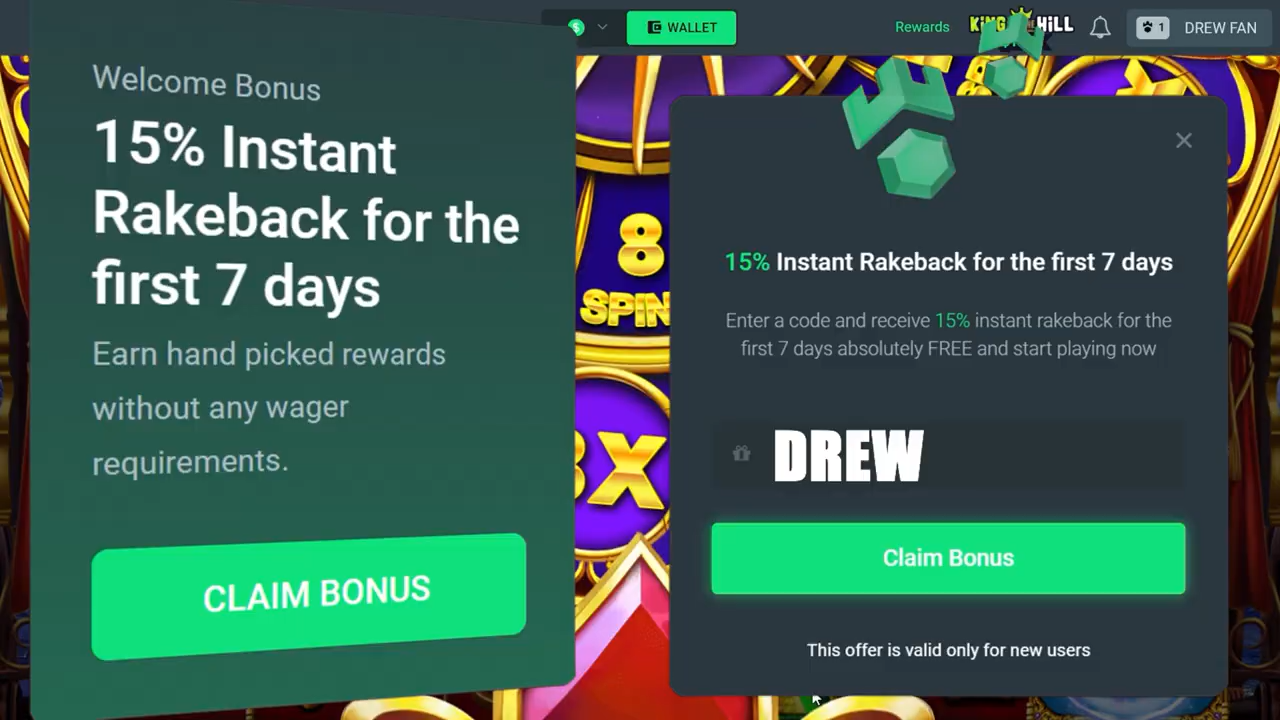 WALLET
Rewards
KING HILL
1
DREW FAN
Welcome Bonus
15% Instant
Rakeback for the
first 7 days
Earn hand picked rewards
without any wager
requirements.
CLAIM BONUS
8
SPIN
X
15% Instant Rakeback for the first 7 days
Enter a code and receive 15% instant rakeback for the
first 7 days absolutely FREE and start playing now
DREW
Claim Bonus
This offer is valid only for new users